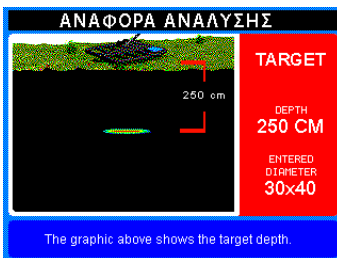 ΑΝΑΦΟΡΑ ΑΝΑΛΥΣΗΣ
250 cm
TARGET
DEPTH
250 CM
ENTERED
DIAMETER
30x40
The graphic above shows the target depth.